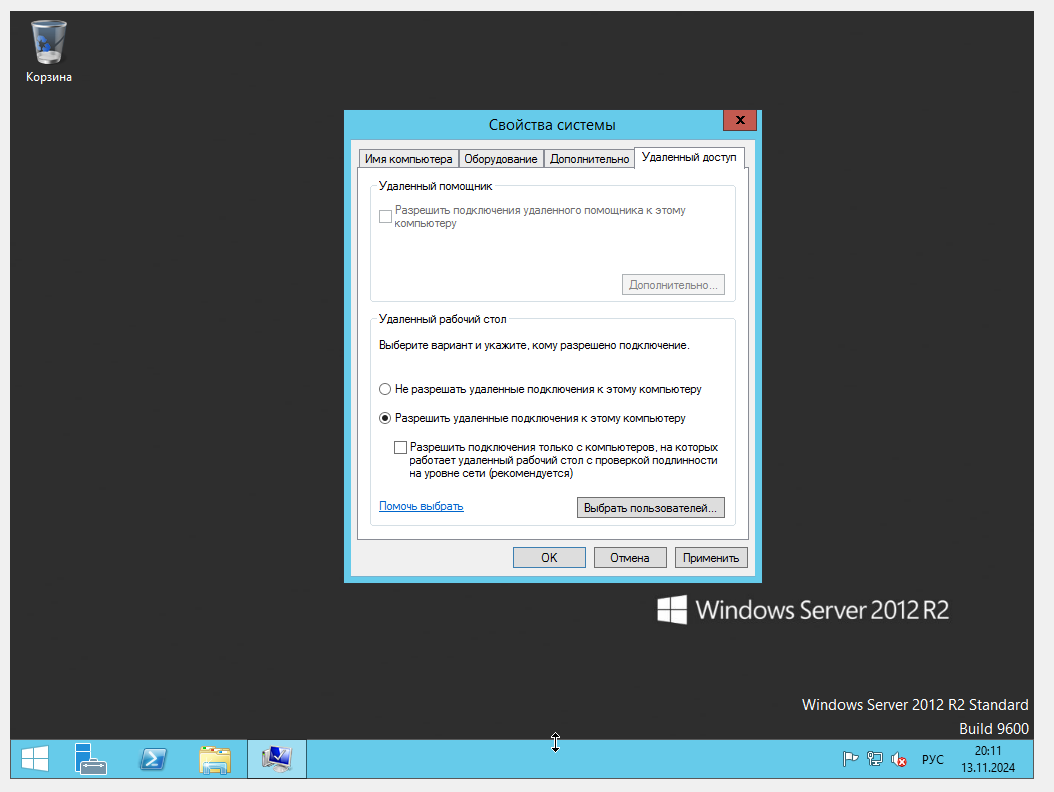 Корзина
Свойства системы
Имя компьютера
Оборудование
Дополнительно
Удаленный доступ
Удаленный помощник
Разрешить подключения удаленного помощника к этому
компьютеру
Дополнительно...
Удаленный рабочий стол
Выберите вариант и укажите, кому разрешено подключение.
Не разрешать удаленные подключения к этому компьютеру
Разрешить удаленные подключения к этому компьютеру
Разрешить подключения только с компьютеров, на которых
работает удаленный рабочий стол с проверкой подлинности
на уровне сети (рекомендуется)
Помочь выбрать
Выбрать пользователей...
OK
Отмена
Применить
Windows Server 2012 R2
Windows Server 2012 R2 Standard
Build 9600
РУС
20:11
13.11.2024